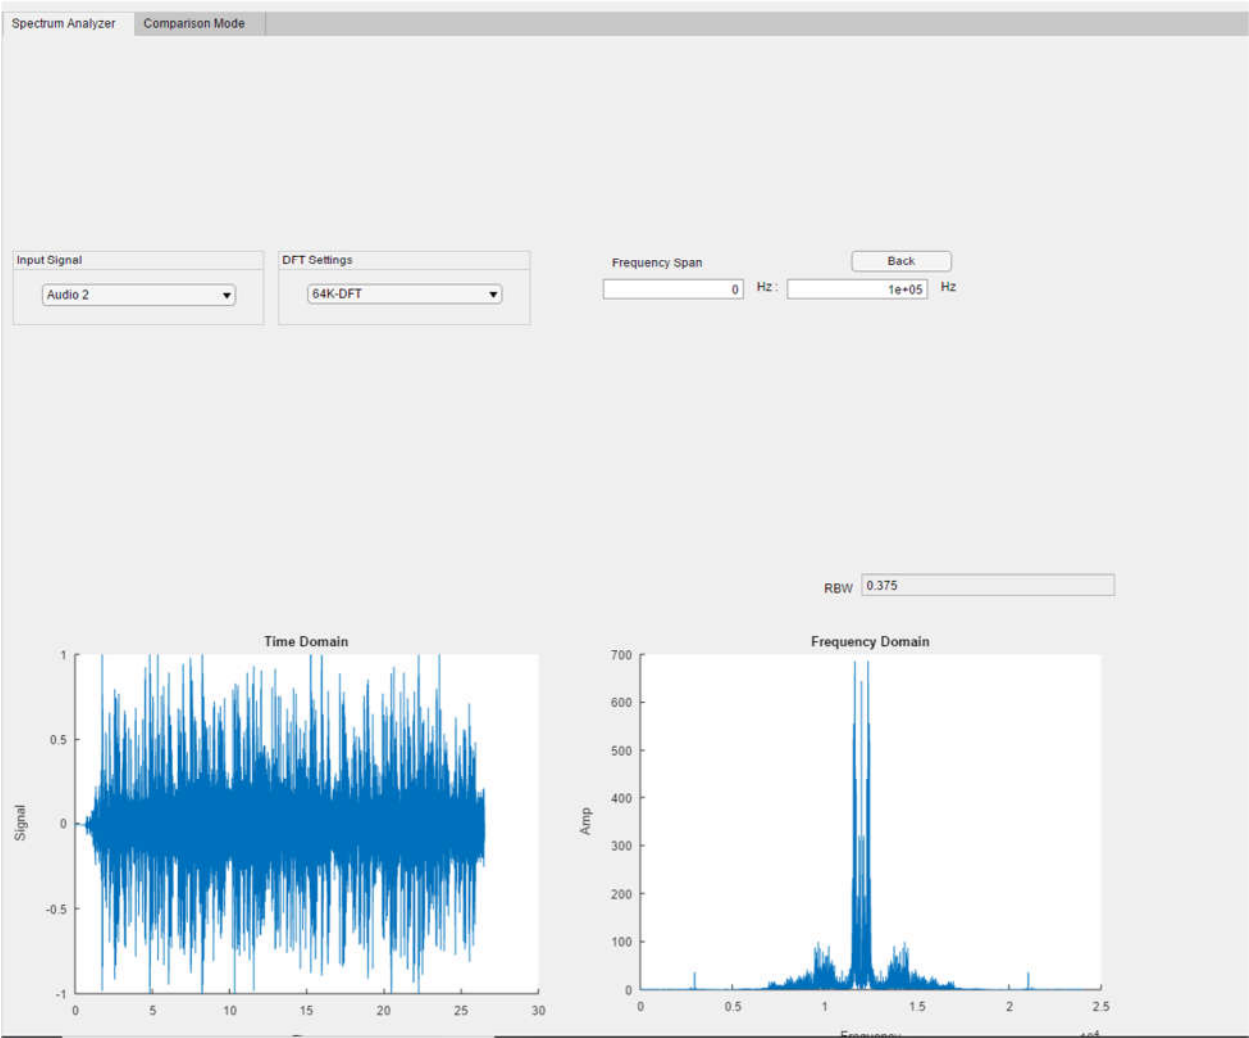 Spectrum Analyzer Comparison Mode
Input Signal
Audio 2
DFT Settings
64K-DFT
Frequency Span
Back
0 Hz : 1e+05 Hz
RBW 0.375
Time Domain
1
0.5
0
-0.5
-1
Signal
0 5 10 15 20 25 30
Frequency Domain
700
600
500
400
300
200
100
0
Amp
0 0.5 1 1.5 2 2.5
Frequency